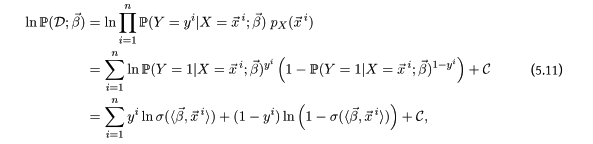 ln ℙ(𝒟; β⃗) = ln ∏_{i=1}^{n} ℙ(Y = y^i|X = x⃗^i; β⃗) p_X(x⃗^i)
= ∑_{i=1}^{n} ln ℙ(Y = 1|X = x⃗^i; β⃗)^{y^i} (1 − ℙ(Y = 1|X = x⃗^i; β⃗)^{1−y^i}) + 𝒞 (5.11)
= ∑_{i=1}^{n} y^i ln σ(⟨β⃗, x⃗^i⟩) + (1 − y^i) ln (1 − σ(⟨β⃗, x⃗^i⟩)) + 𝒞,